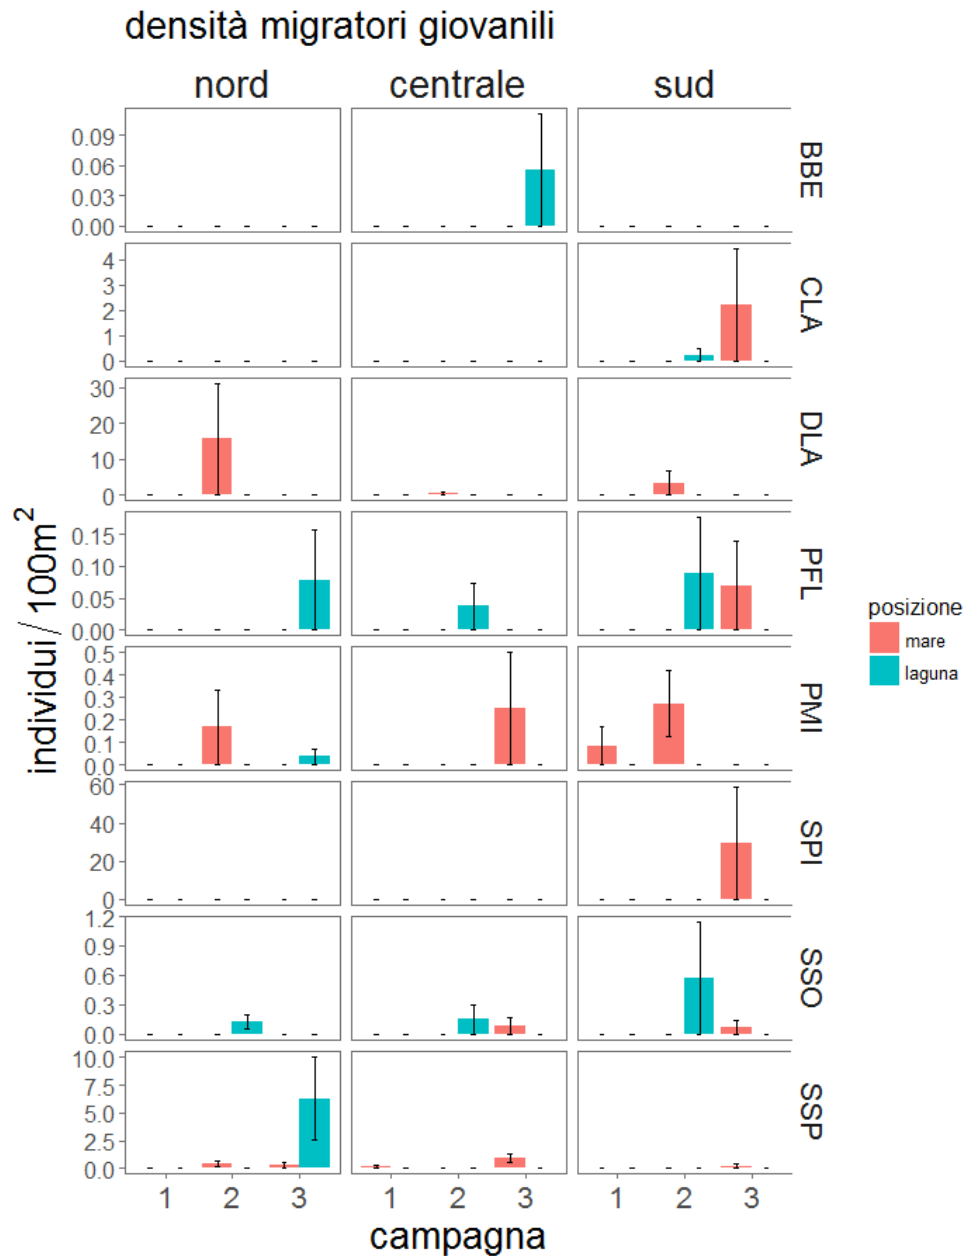 densità migratori giovanili
nord centrale sud
0.09
0.06
0.03
0.00
BBE
4
3
2
1
0
CLA
30
20
10
0
DLA
0.15
0.10
0.05
0.00
PFL
0.5
0.4
0.3
0.2
0.1
0.0
PMI
60
40
20
0
SPI
1.2
0.9
0.6
0.3
0.0
SSO
10.0
7.5
5.0
2.5
0.0
SSP
individui / 100m²
1 2 3 1 2 3 1 2 3
campagna
posizione
mare
laguna